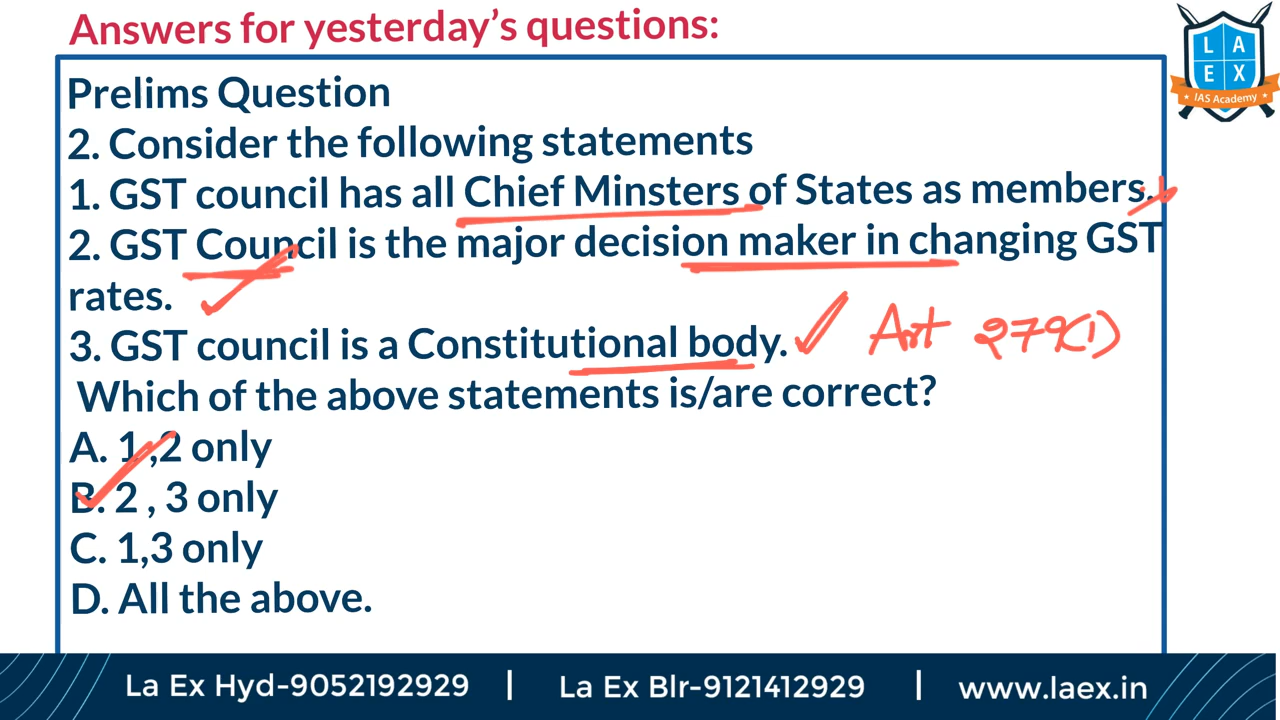 Answers for yesterday's questions:
L A
E X
IAS Academy
Prelims Question
2. Consider the following statements
1. GST council has all Chief Minsters of States as members.
2. GST Council is the major decision maker in changing GST
rates.
3. GST council is a Constitutional body. Art 279(1)
Which of the above statements is/are correct?
A. 1 ,2 only
B. 2 , 3 only
C. 1,3 only
D. All the above.
La Ex Hyd-9052192929 | La Ex Blr-9121412929 | www.laex.in